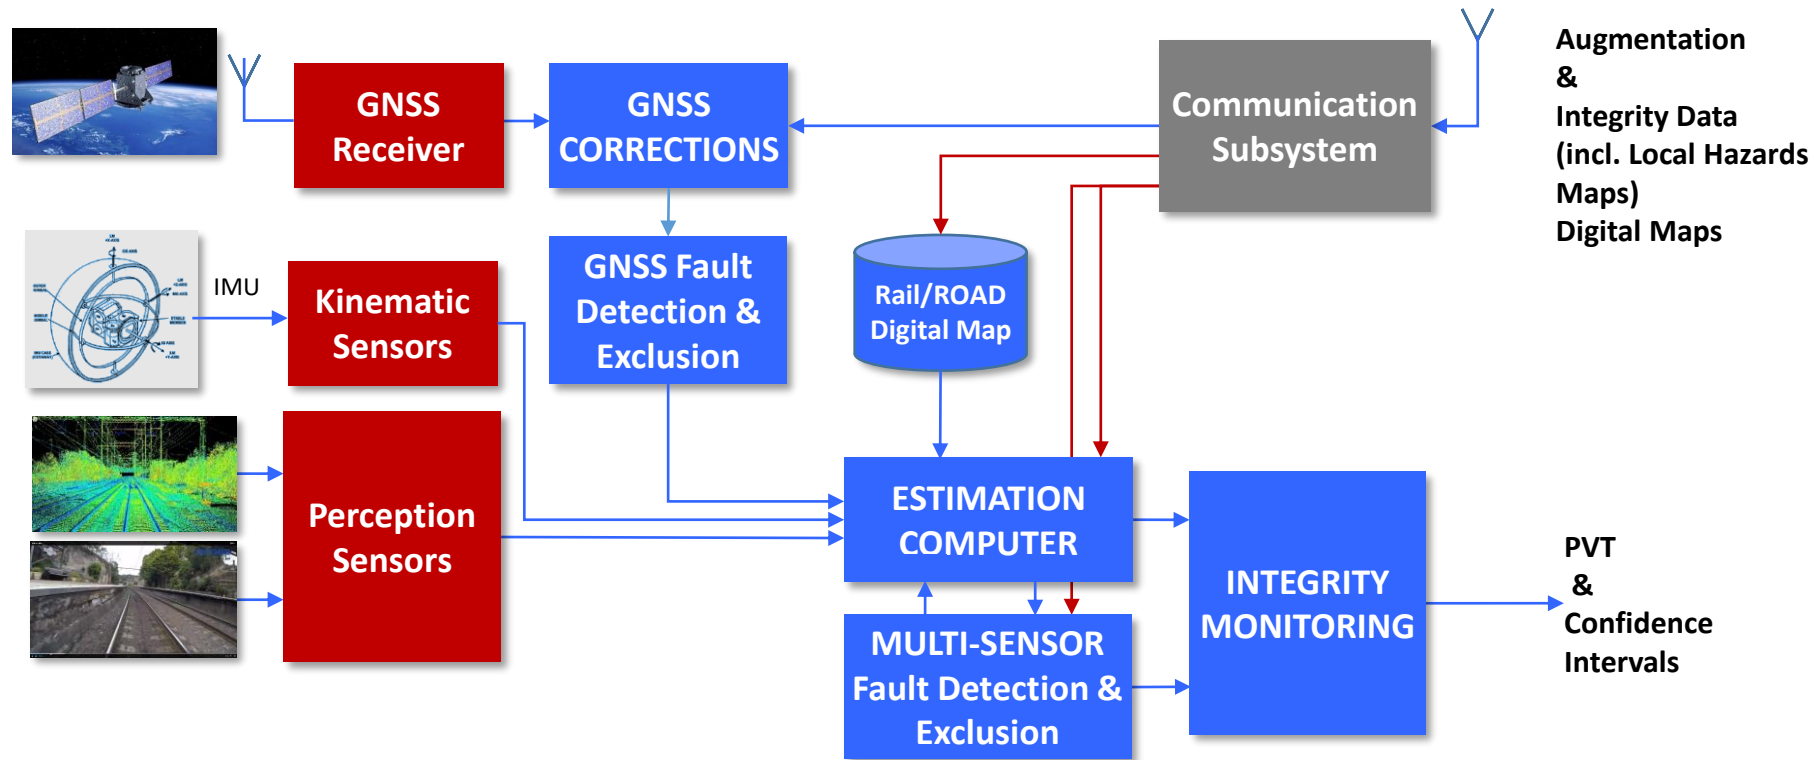 GNSS
Receiver
GNSS
CORRECTIONS
Communication
Subsystem
Augmentation
&
Integrity Data
(incl. Local Hazards
Maps)
Digital Maps
IMU
Kinematic
Sensors
GNSS Fault
Detection &
Exclusion
Rail/ROAD
Digital Map
Perception
Sensors
ESTIMATION
COMPUTER
INTEGRITY
MONITORING
MULTI-SENSOR
Fault Detection &
Exclusion
PVT
&
Confidence
Intervals